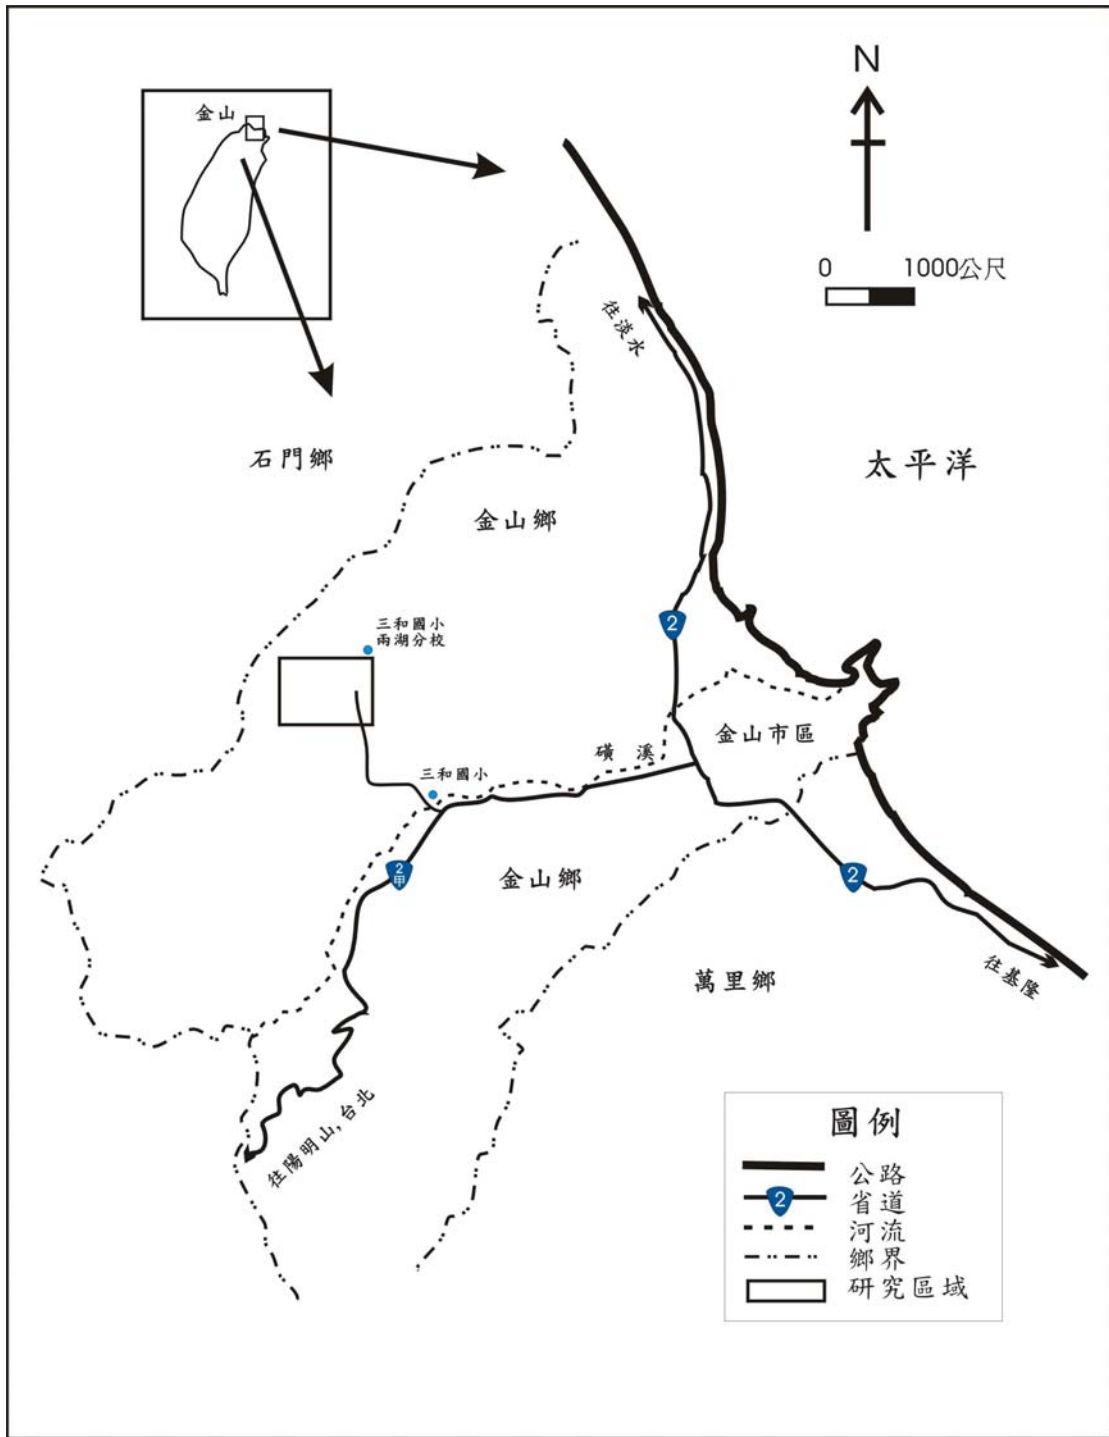 N
金山
0 1000公尺
往淡水
石門鄉
太平洋
金山鄉
三和國小
兩湖分校
2
金山市區
磺溪
三和國小
2
甲
金山鄉
2
萬里鄉
往基隆
往陽明山,台北
圖例
公路
2
省道
河流
鄉界
研究區域